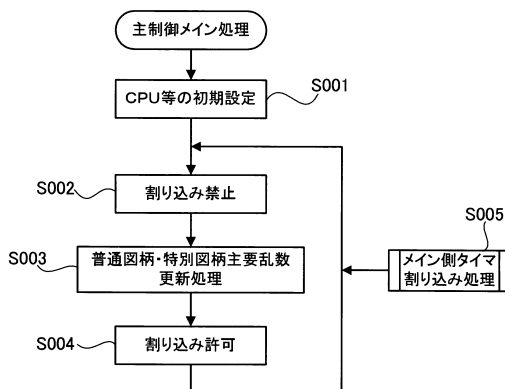 主制御メイン処理
S001
CPU等の初期設定
S002
割り込み禁止
S005
S003
普通図柄・特別図柄主要乱数
更新処理
メイン側タイマ
割り込み処理
S004
割り込み許可